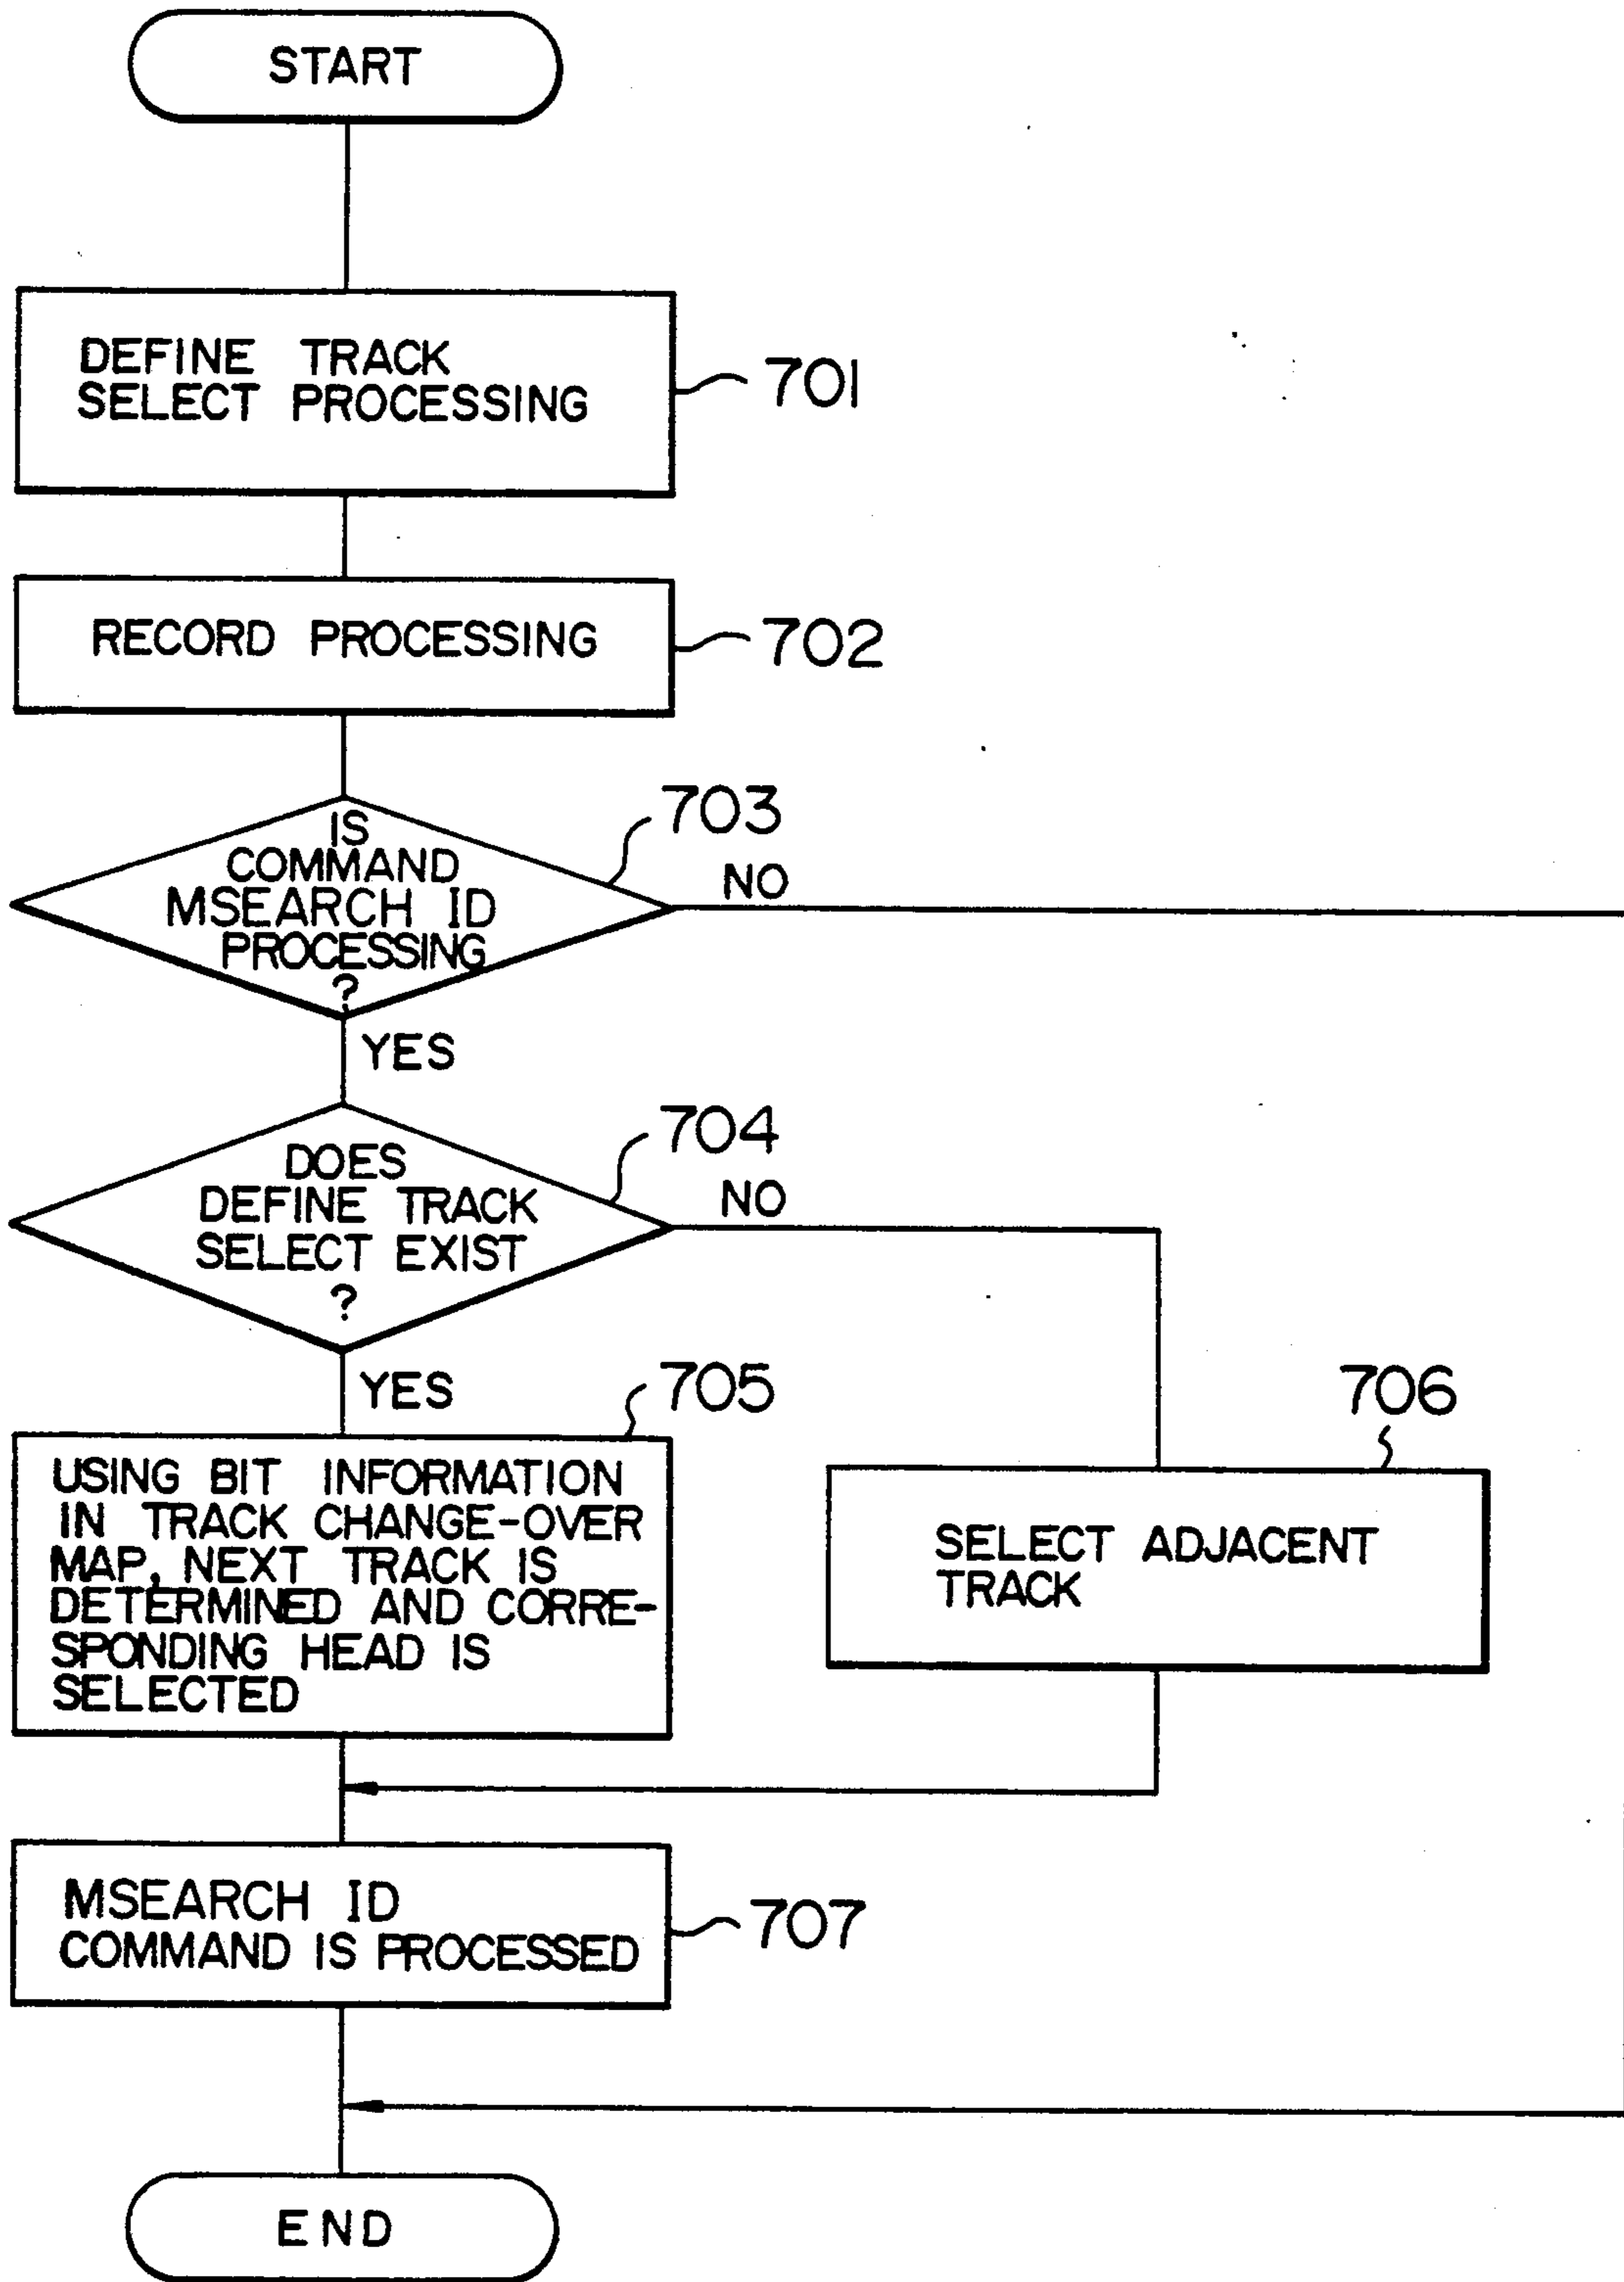 START
DEFINE TRACK
SELECT PROCESSING
701
RECORD PROCESSING
702
IS
COMMAND
MSEARCH ID
PROCESSING
?
703
NO
YES
DOES
DEFINE TRACK
SELECT EXIST
?
704
NO
YES
705
USING BIT INFORMATION
IN TRACK CHANGE-OVER
MAP, NEXT TRACK IS
DETERMINED AND CORRE-
SPONDING HEAD IS
SELECTED
706
SELECT ADJACENT
TRACK
MSEARCH ID
COMMAND IS PROCESSED
707
END